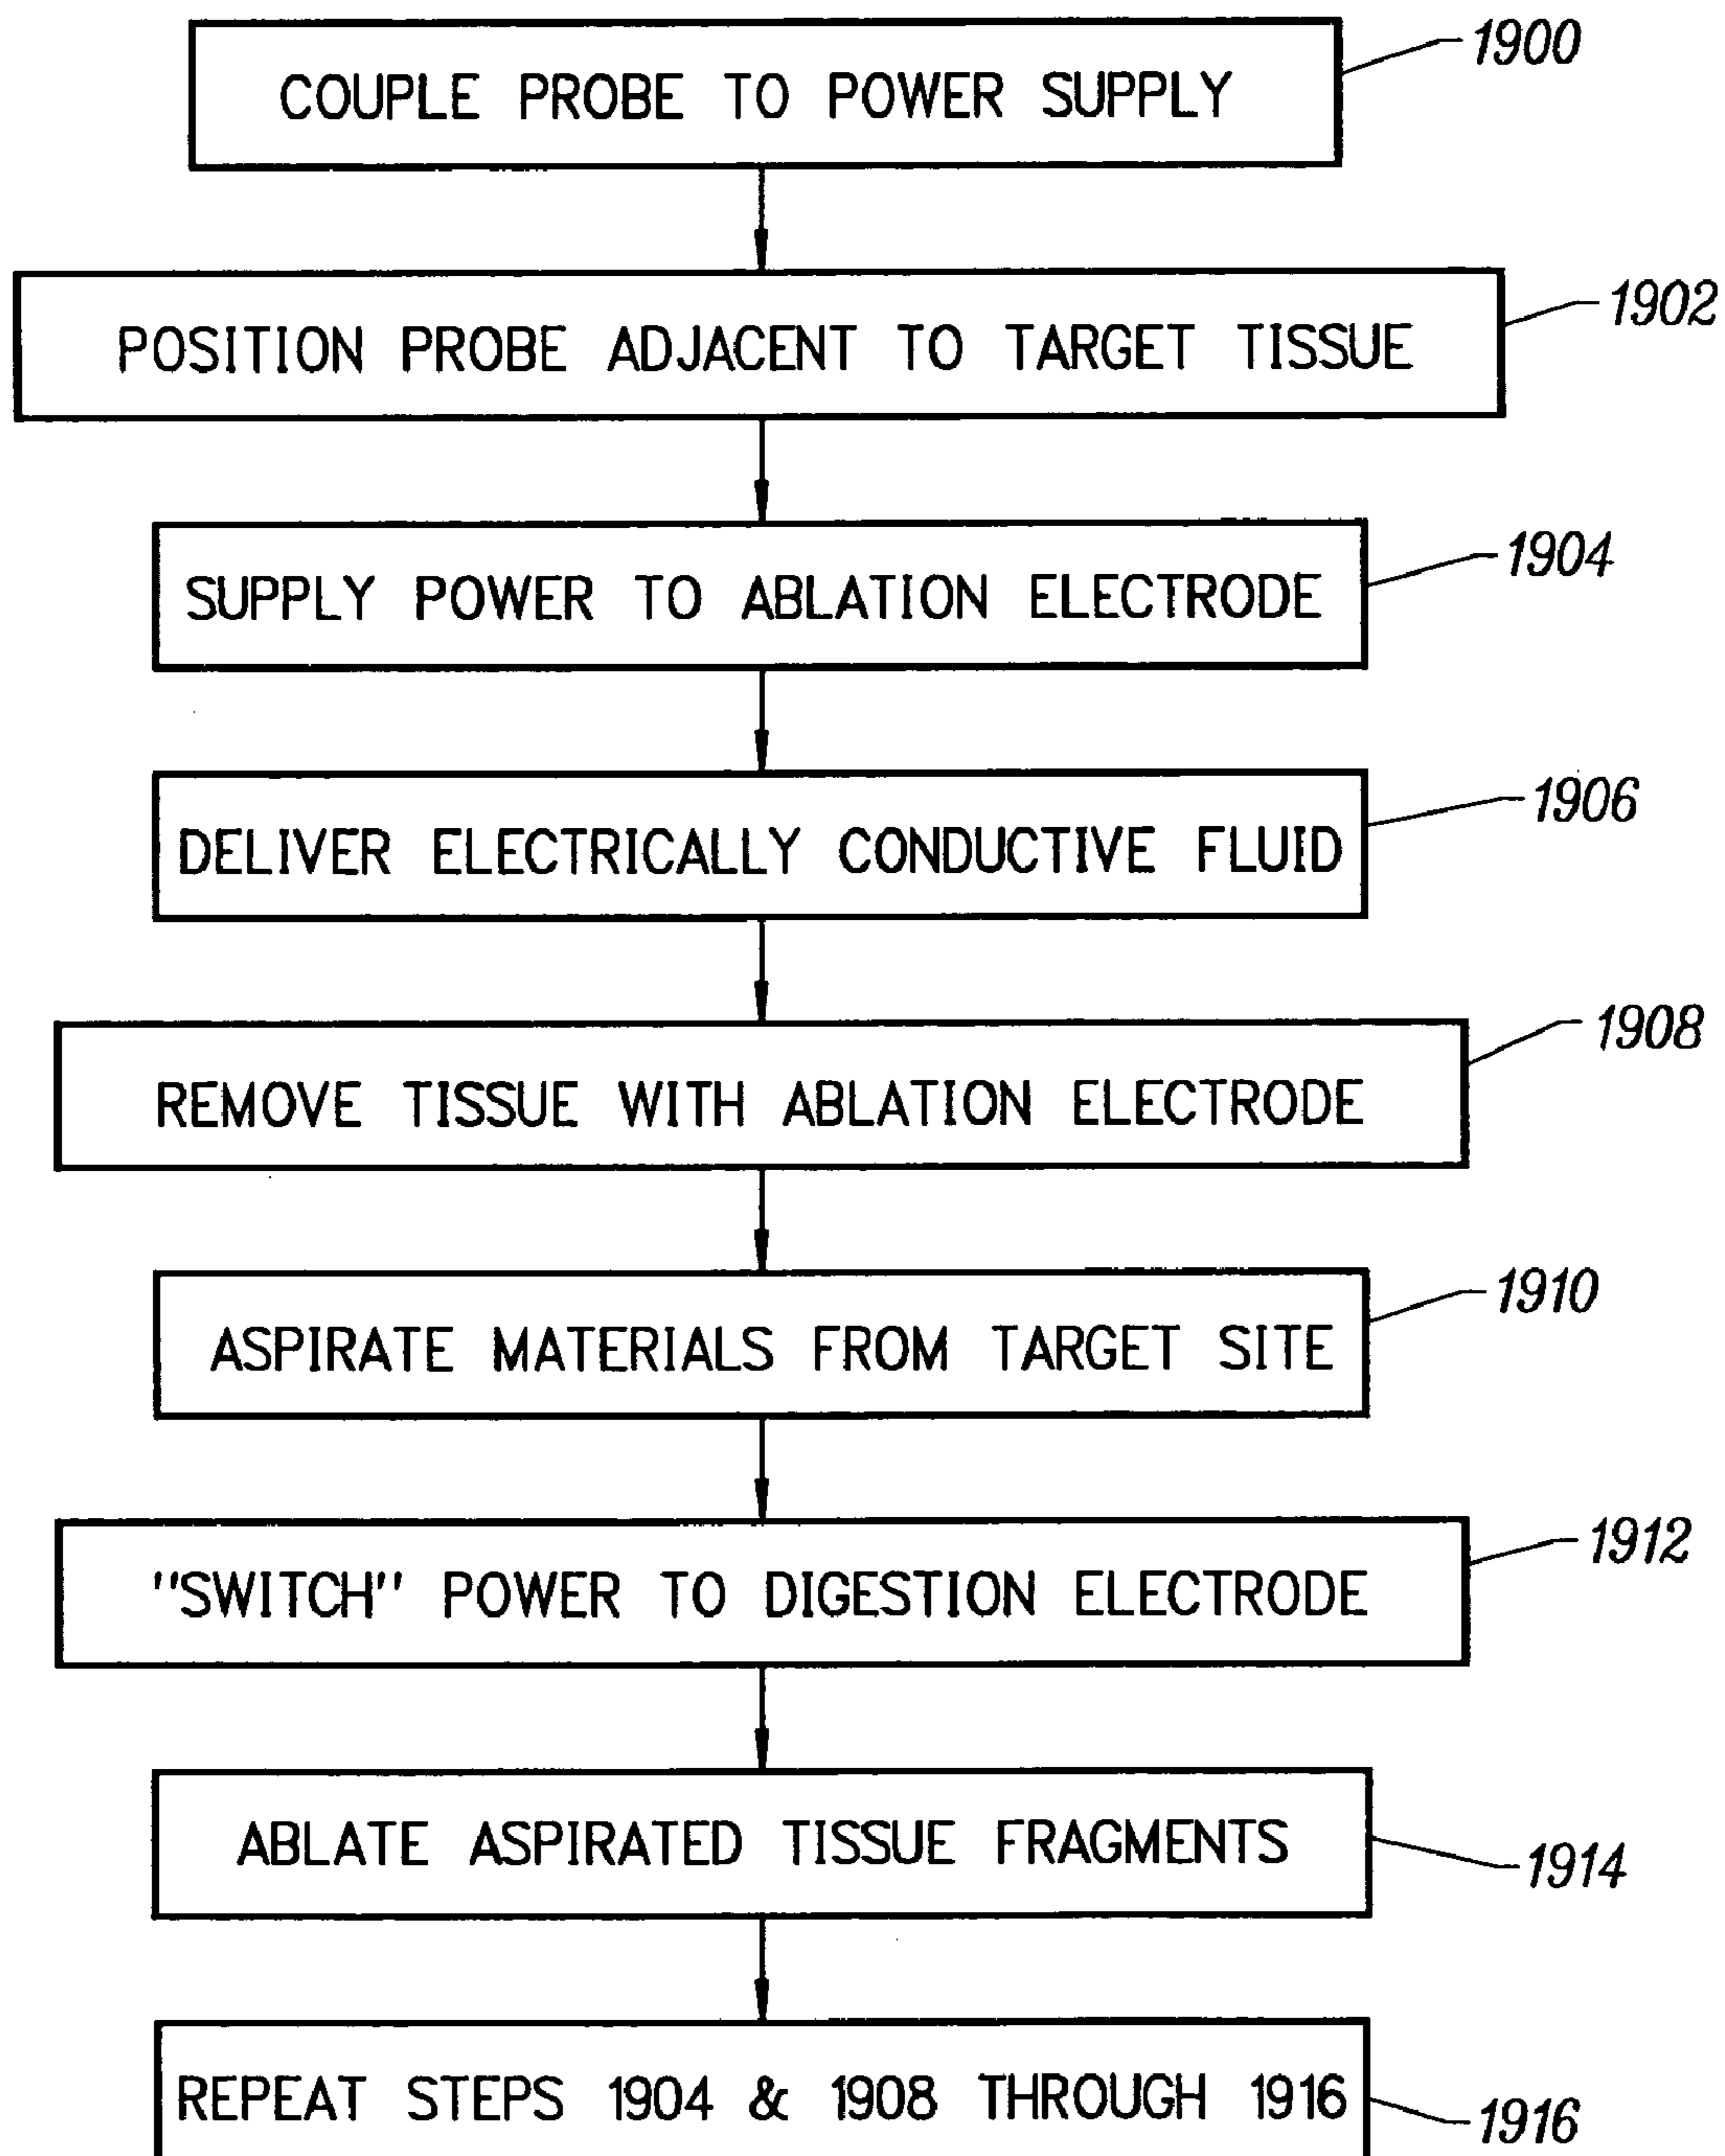 COUPLE PROBE TO POWER SUPPLY
1900
POSITION PROBE ADJACENT TO TARGET TISSUE
1902
SUPPLY POWER TO ABLATION ELECTRODE
1904
DELIVER ELECTRICALLY CONDUCTIVE FLUID
1906
REMOVE TISSUE WITH ABLATION ELECTRODE
1908
ASPIRATE MATERIALS FROM TARGET SITE
1910
"SWITCH" POWER TO DIGESTION ELECTRODE
1912
ABLATE ASPIRATED TISSUE FRAGMENTS
1914
REPEAT STEPS 1904 & 1908 THROUGH 1916
1916